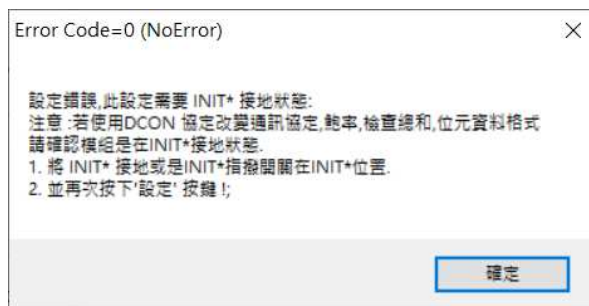 Error Code=0 (NoError)
設定錯誤,此設定需要 INIT* 接地狀態:
注意 :若使用DCON 協定改變通訊協定,鮑率,檢查總和,位元資料格式
請確認模組是在INIT*接地狀態.
1. 將 INIT* 接地或是INIT*指撥開關在INIT*位置.
2. 並再次按下'設定' 按鍵 !;
確定